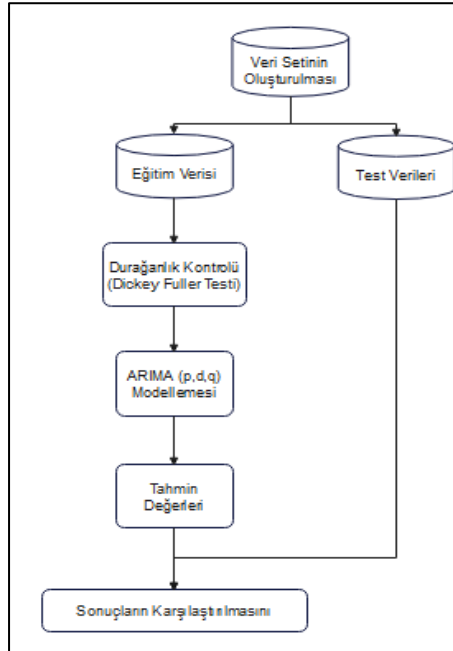 Veri Setinin
Oluşturulması
Eğitim Verisi
Test Verileri
Durağanlık Kontrolü
(Dickey Fuller Testi)
ARIMA (p,d,q)
Modellemesi
Tahmin
Değerleri
Sonuçların Karşılaştırılmasını